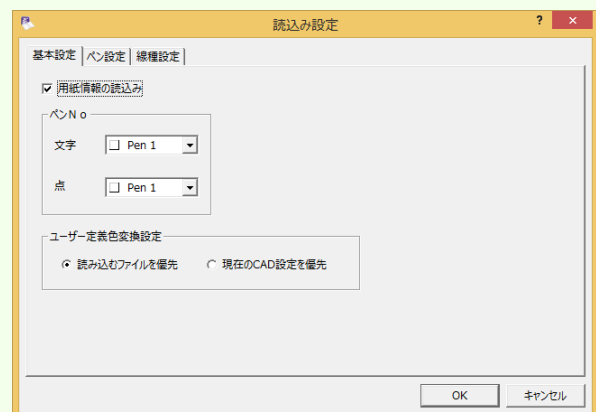 読込み設定
?
基本設定 ペン設定 線種設定
用紙情報の読込み
ペンNo
文字 Pen 1
点 Pen 1
ユーザー定義色変換設定
読み込むファイルを優先 現在のCAD設定を優先
OK キャンセル